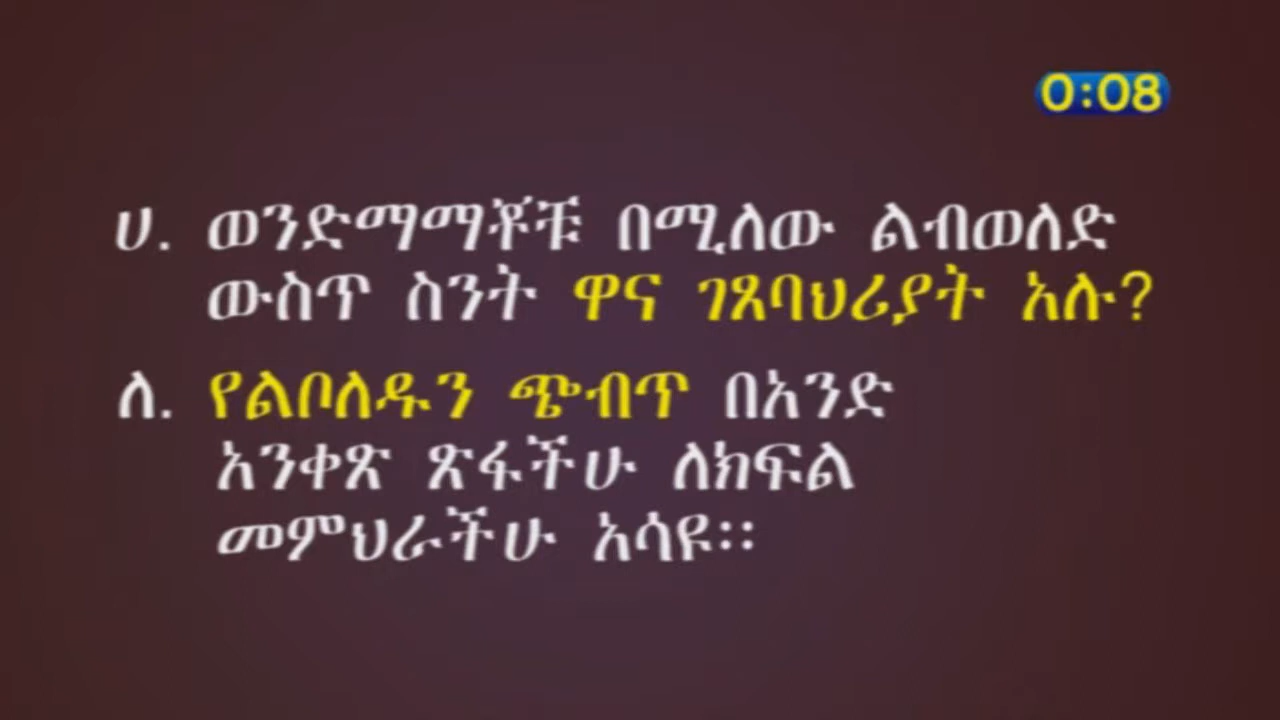 0:08
ሀ. ወንድማማቾቹ በሚለው ልብወለድ
ውስጥ ስንት ዋና ገጸባህሪያት አሉ?
ለ. የልቦለዱን ጭብጥ በአንድ
አንቀጽ ጽፋችሁ ለክፍል
መምህራችሁ አሳዩ፡፡